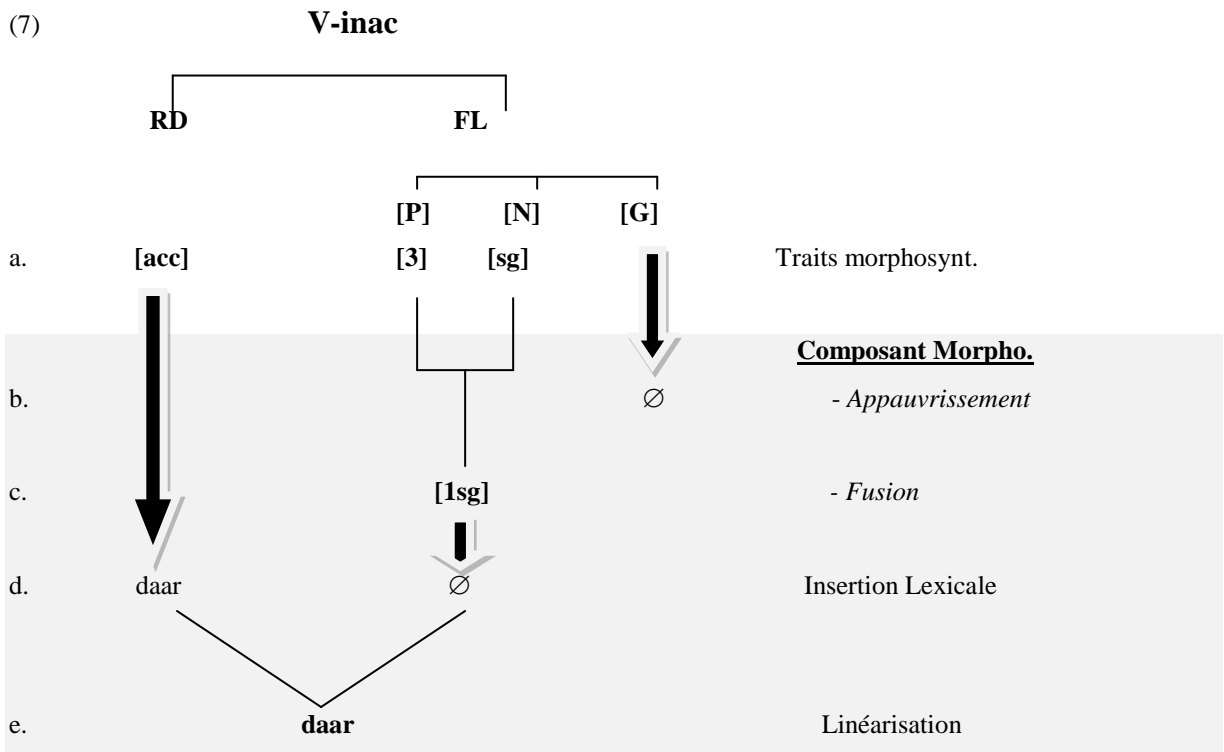 (7) V-inac
RD FL
[P] [N] [G]
a. [acc] [3] [sg] Traits morphosynt.
Composant Morpho.
b. ∅ - Appauvrissement
c. [1sg] - Fusion
d. daar ∅ Insertion Lexicale
e. daar Linéarisation